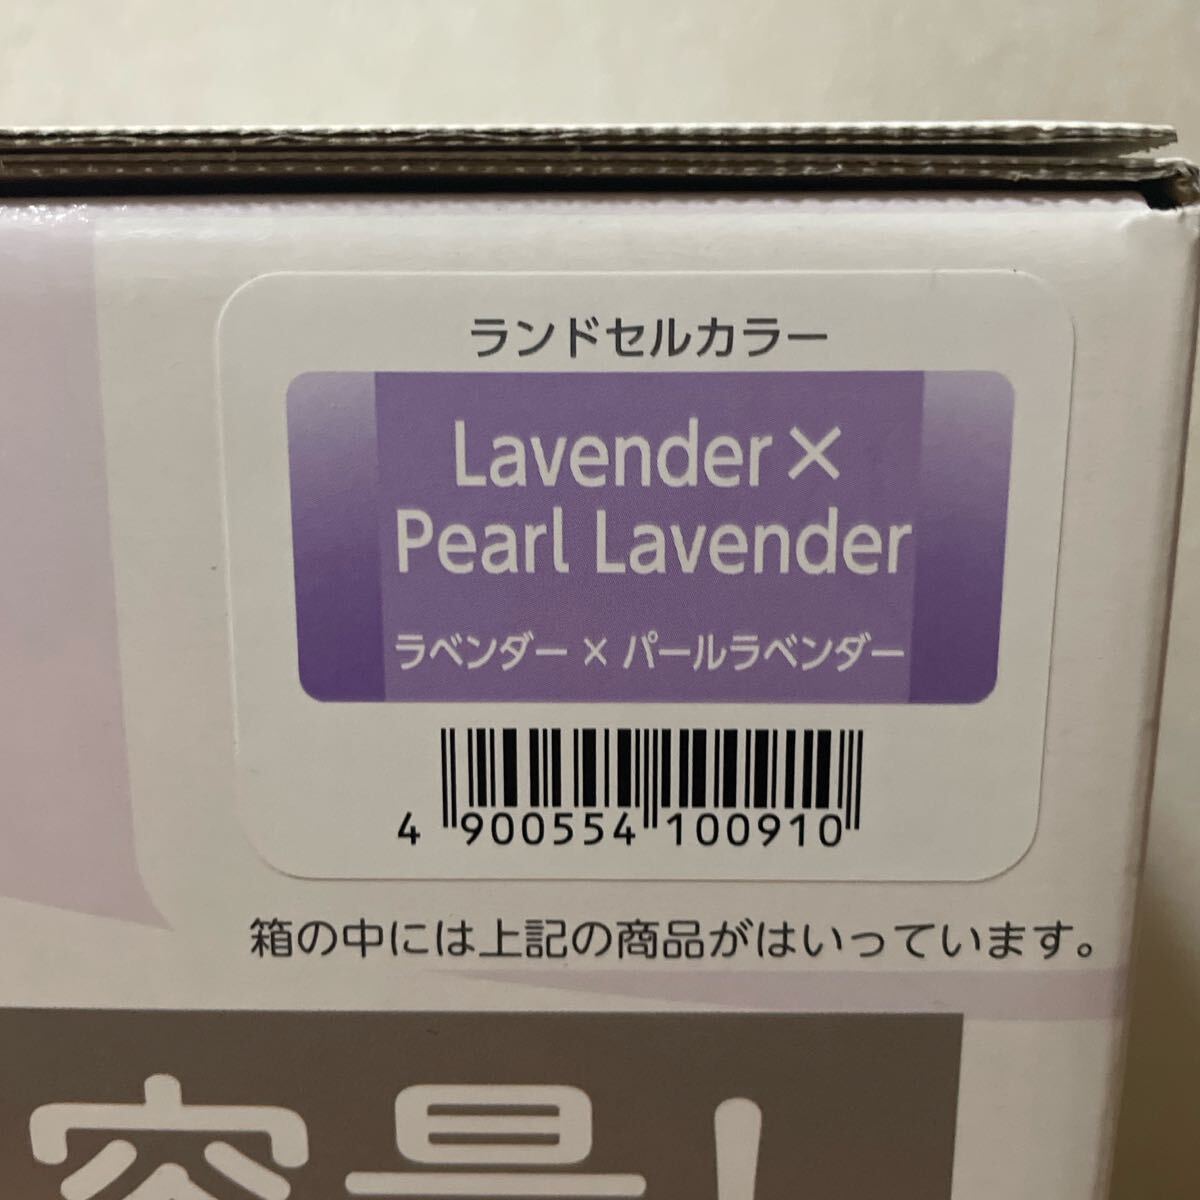 ランドセルカラー
Lavender×
Pearl Lavender
ラベンダー × パールラベンダー
4 900554 100910
箱の中には上記の商品がはいっています。
容量!